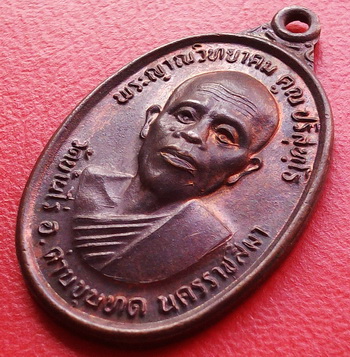 พระญาณวิทยาคม คูณ ปริสุทฺโธ
วัดบ้านไร่ อ.ด่านขุนทด นครราชสีมา